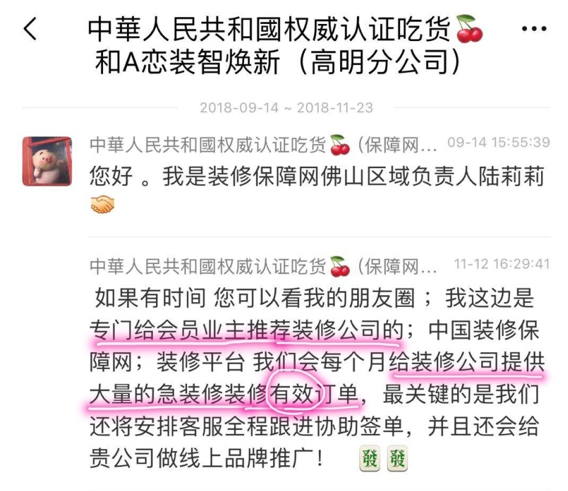 中華人民共和國权威认证吃货🍒
和A恋装智焕新（高明分公司）
2018-09-14 ~ 2018-11-23
中華人民共和國权威认证吃货🍒 (保障网... 09-14 15:55:39
您好 。我是装修保障网佛山区域负责人陆莉莉
🤝
中華人民共和國权威认证吃货🍒 (保障网... 11-12 16:29:41
如果有时间 您可以看我的朋友圈 ；我这边是
专门给会员业主推荐装修公司的；中国装修保
障网；装修平台 我们会每个月给装修公司提供
大量的急装修装修有效订单，最关键的是我们
还将安排客服全程跟进协助签单，并且还会给
贵公司做线上品牌推广！ 發 發